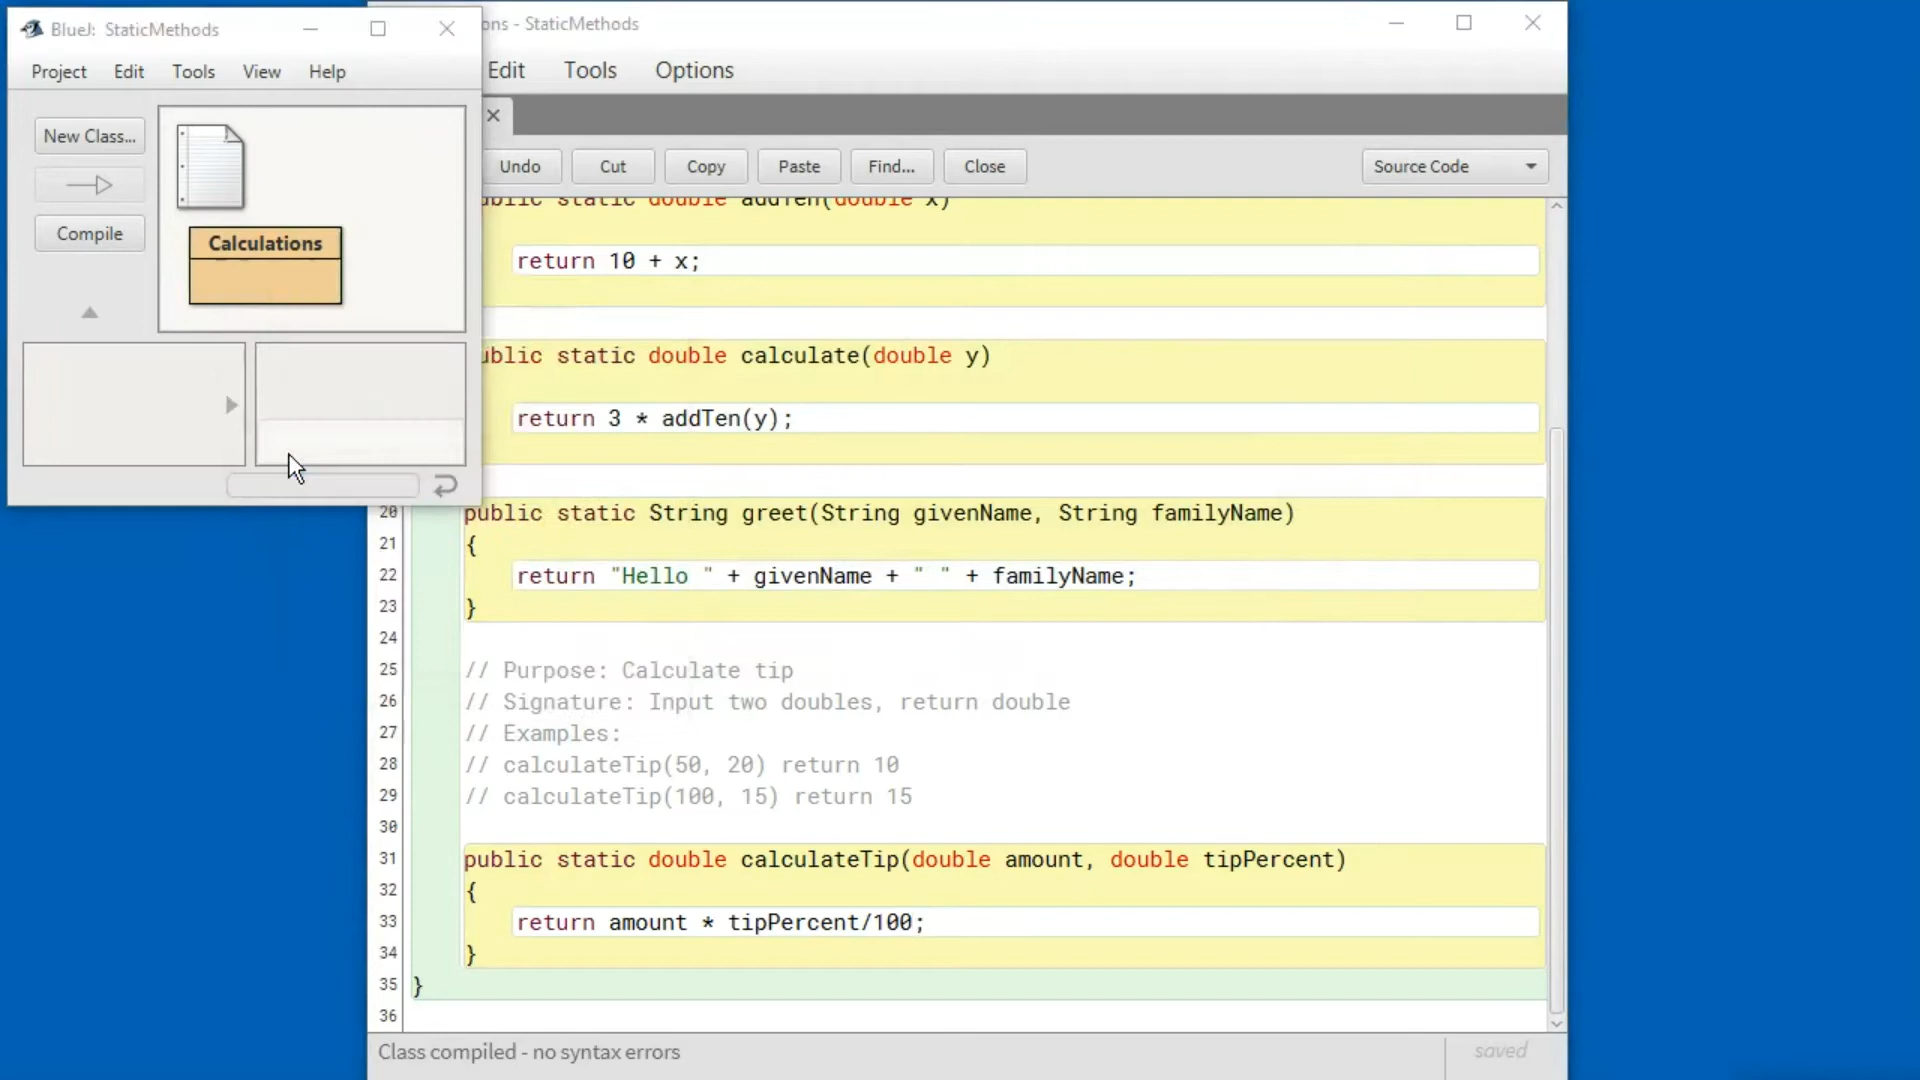 BlueJ: StaticMethods
Project Edit Tools View Help
New Class...
Compile
Calculations
ons - StaticMethods
Edit Tools Options
Undo Cut Copy Paste Find... Close Source Code
ublic static double addTen(double x)
return 10 + x;
ublic static double calculate(double y)
return 3 * addTen(y);
20 public static String greet(String givenName, String familyName)
21 {
22 return "Hello " + givenName + " " + familyName;
23 }
24
25 // Purpose: Calculate tip
26 // Signature: Input two doubles, return double
27 // Examples:
28 // calculateTip(50, 20) return 10
29 // calculateTip(100, 15) return 15
30
31 public static double calculateTip(double amount, double tipPercent)
32 {
33 return amount * tipPercent/100;
34 }
35 }
36
Class compiled - no syntax errors
saved